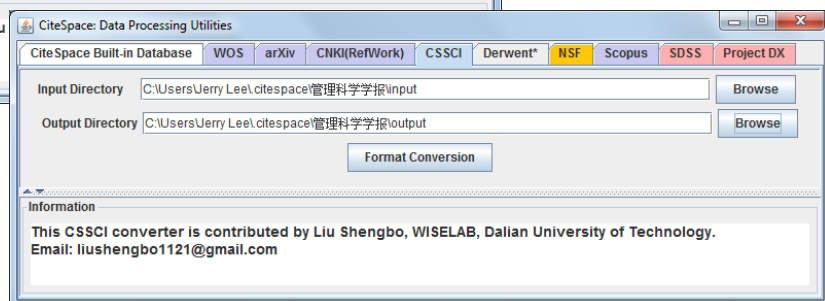 u
CiteSpace: Data Processing Utilities
CiteSpace Built-in Database WOS arXiv CNKI(RefWork) CSSCI Derwent* NSF Scopus SDSS Project DX
Input Directory C:\Users\Jerry Lee\.citespace\管理科学学报\input Browse
Output Directory C:\Users\Jerry Lee\.citespace\管理科学学报\output Browse
Format Conversion
Information
This CSSCI converter is contributed by Liu Shengbo, WISELAB, Dalian University of Technology.
Email: liushengbo1121@gmail.com